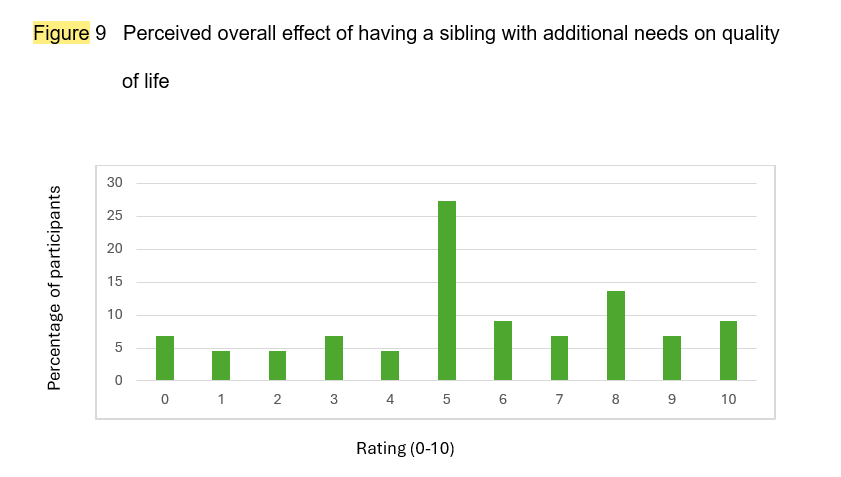 Figure 9 Perceived overall effect of having a sibling with additional needs on quality
of life
Percentage of participants
30
25
20
15
10
5
0
0 1 2 3 4 5 6 7 8 9 10
Rating (0-10)